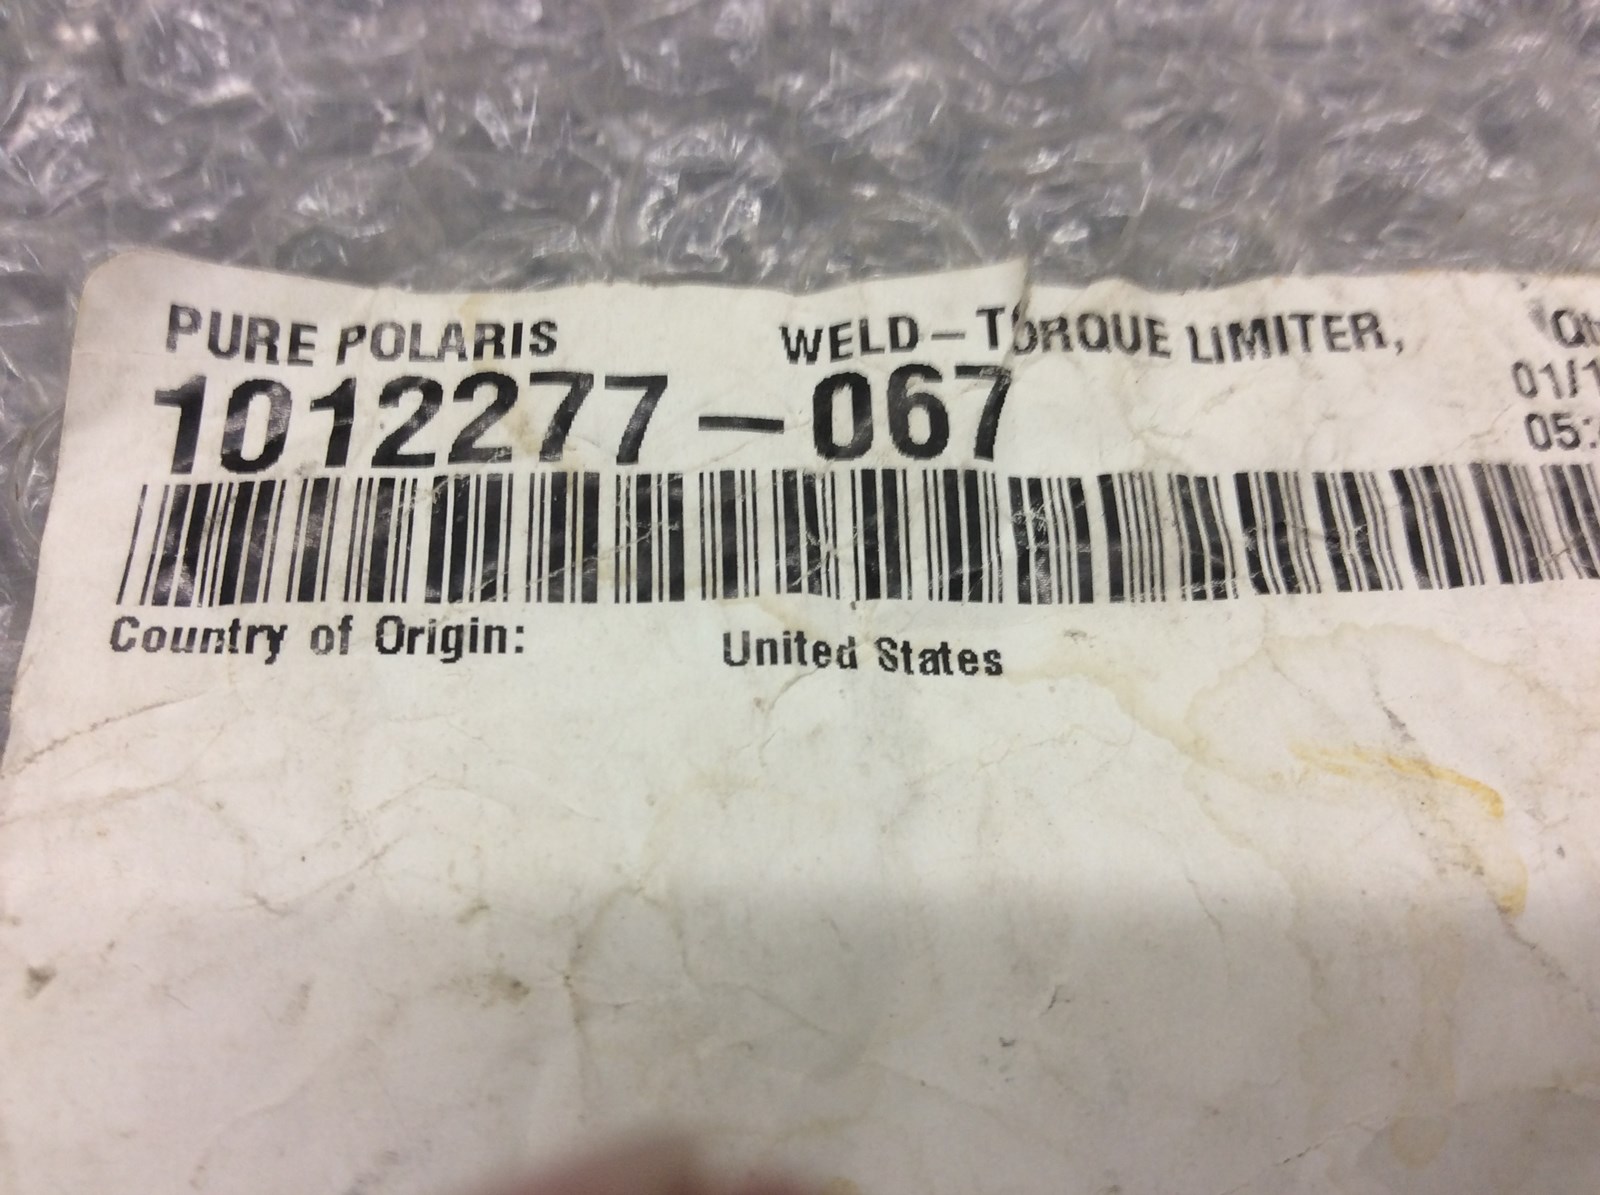 PURE POLARIS WELD-TORQUE LIMITER,
1012277-067
Country of Origin: United States